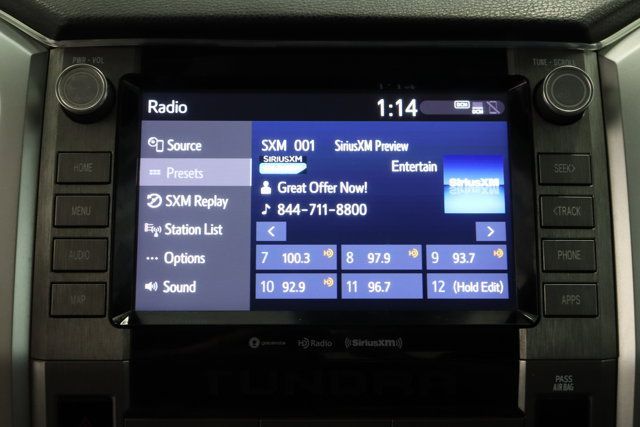 PWR - VOL
TUNE - SCROLL
Radio
1:14
DCM
DCM
HOME
MENU
AUDIO
MAP
SEEK>
<TRACK
PHONE
APPS
Source
Presets
SXM Replay
Station List
Options
Sound
SXM 001 SiriusXM Preview
SIRIUSXM
Entertain
Great Offer Now!
844-711-8800
SiriusXM
< >
7 100.3 8 97.9 9 93.7
10 92.9 11 96.7 12 (Hold Edit)
HD Radio ((SiriusXM))
TUNDRA
PASS
AIR BAG